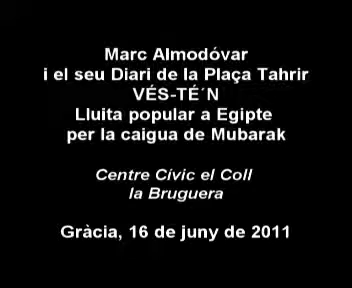 Marc Almodóvar
i el seu Diari de la Plaça Tahrir
VÉS-TÉ´N
Lluita popular a Egipte
per la caigua de Mubarak
Centre Cívic el Coll
la Bruguera
Gràcia, 16 de juny de 2011